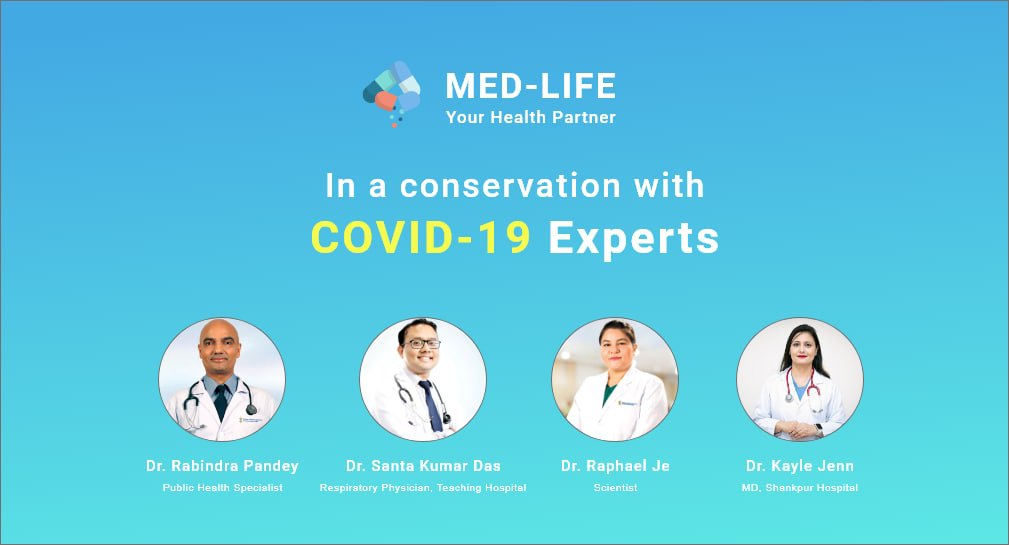 MED-LIFE
Your Health Partner
In a conservation with
COVID-19 Experts
Dr. Rabindra Pandey
Public Health Specialist
Dr. Santa Kumar Das
Respiratory Physician, Teaching Hospital
Dr. Raphael Je
Scientist
Dr. Kayle Jenn
MD, Shankpur Hospital